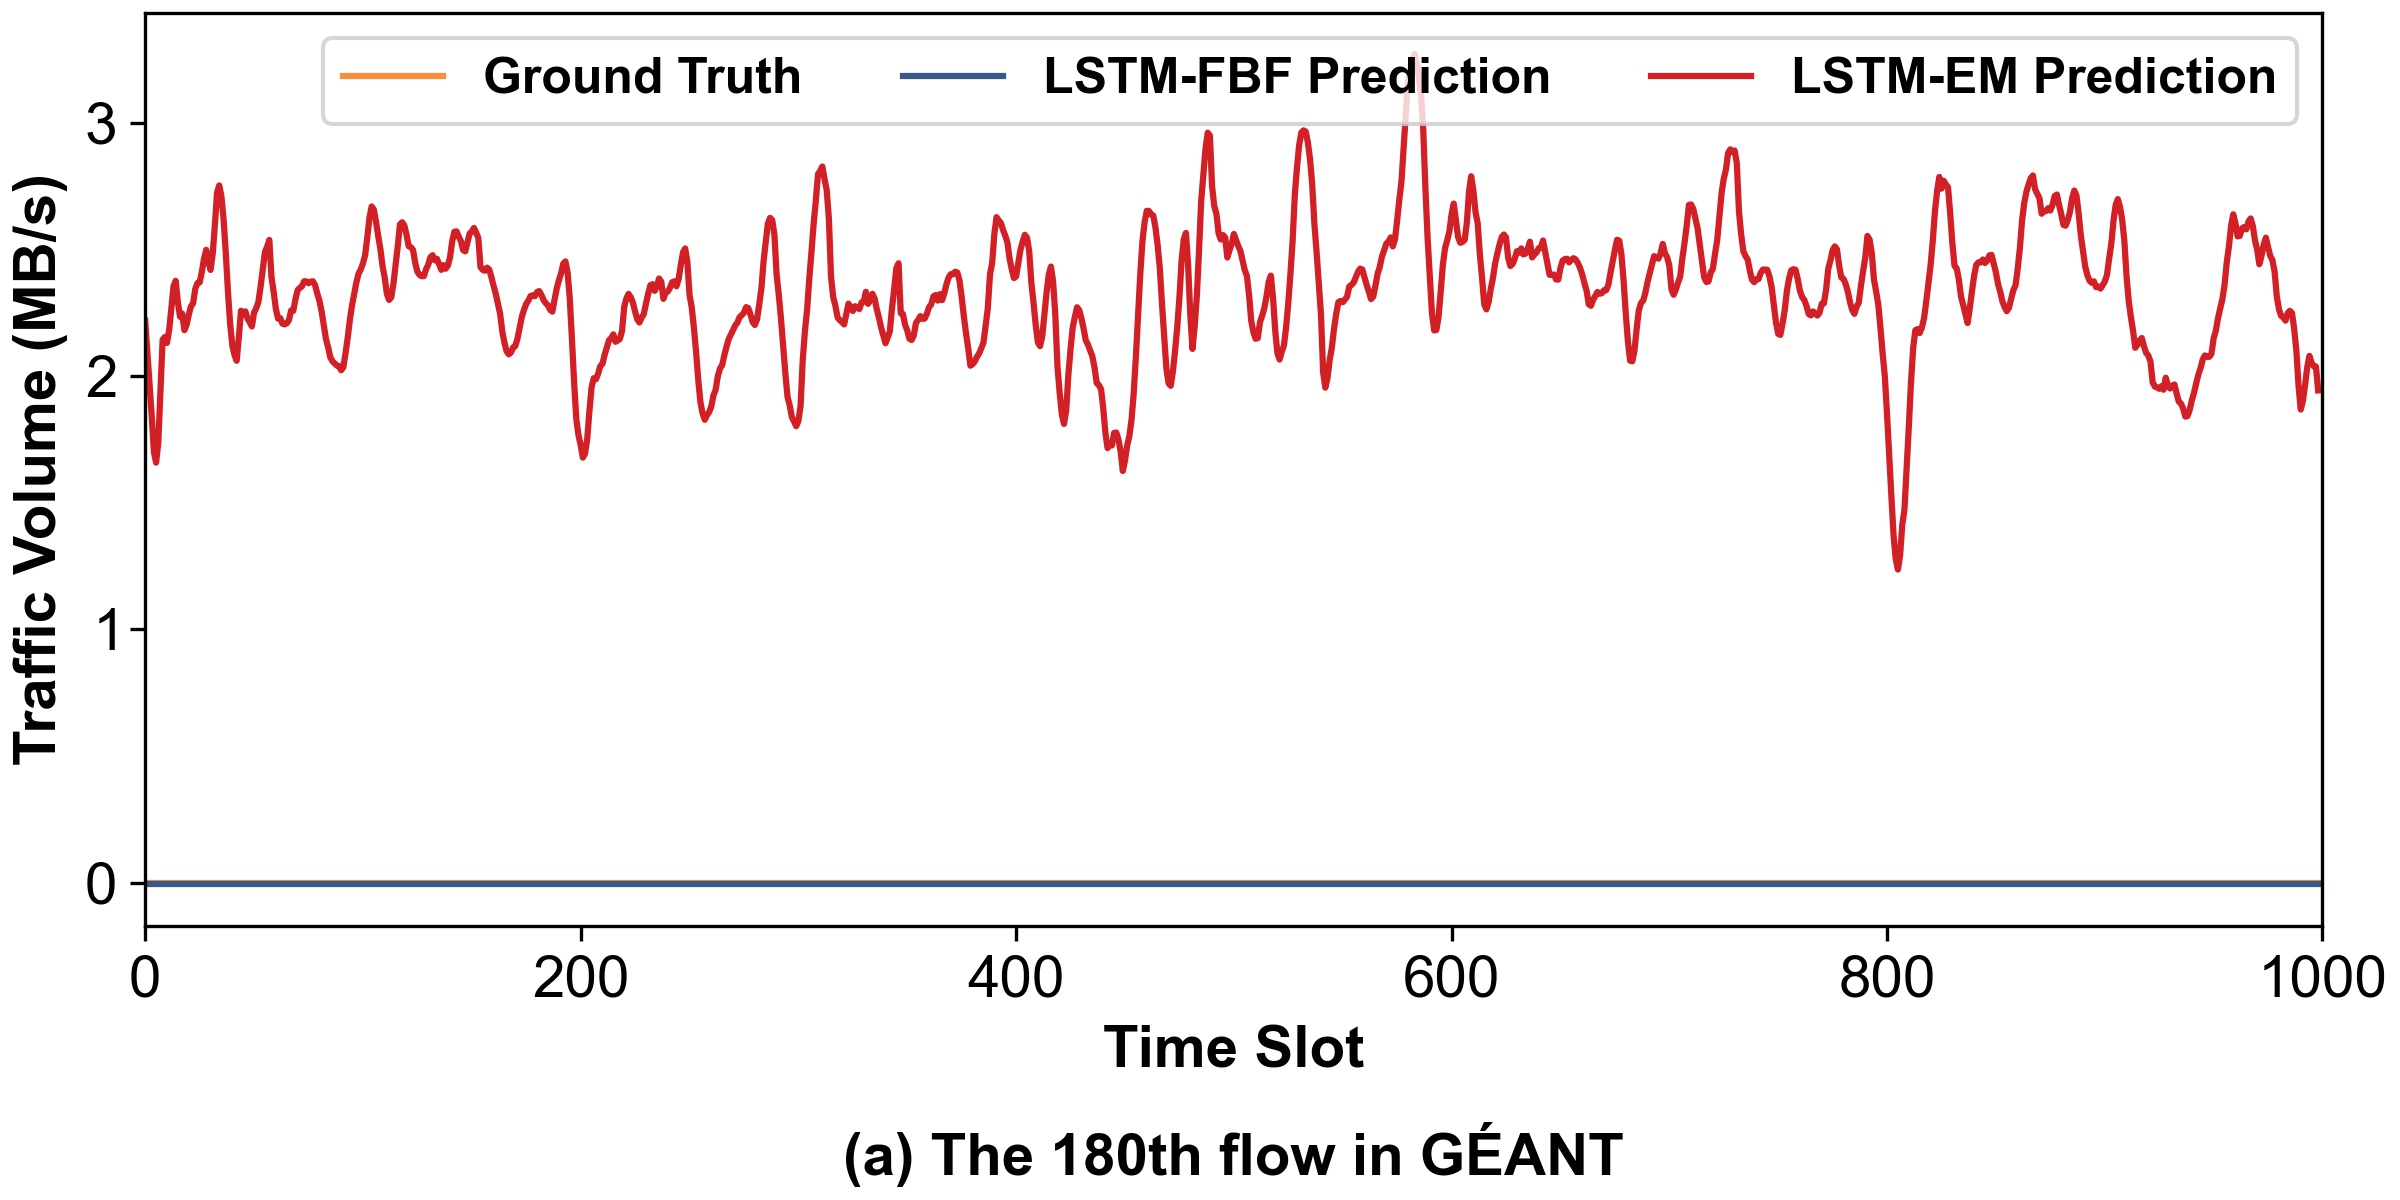 Ground Truth LSTM-FBF Prediction LSTM-EM Prediction
Traffic Volume (MB/s)
3
2
1
0
0 200 400 600 800 1000
Time Slot
(a) The 180th flow in GÉANT